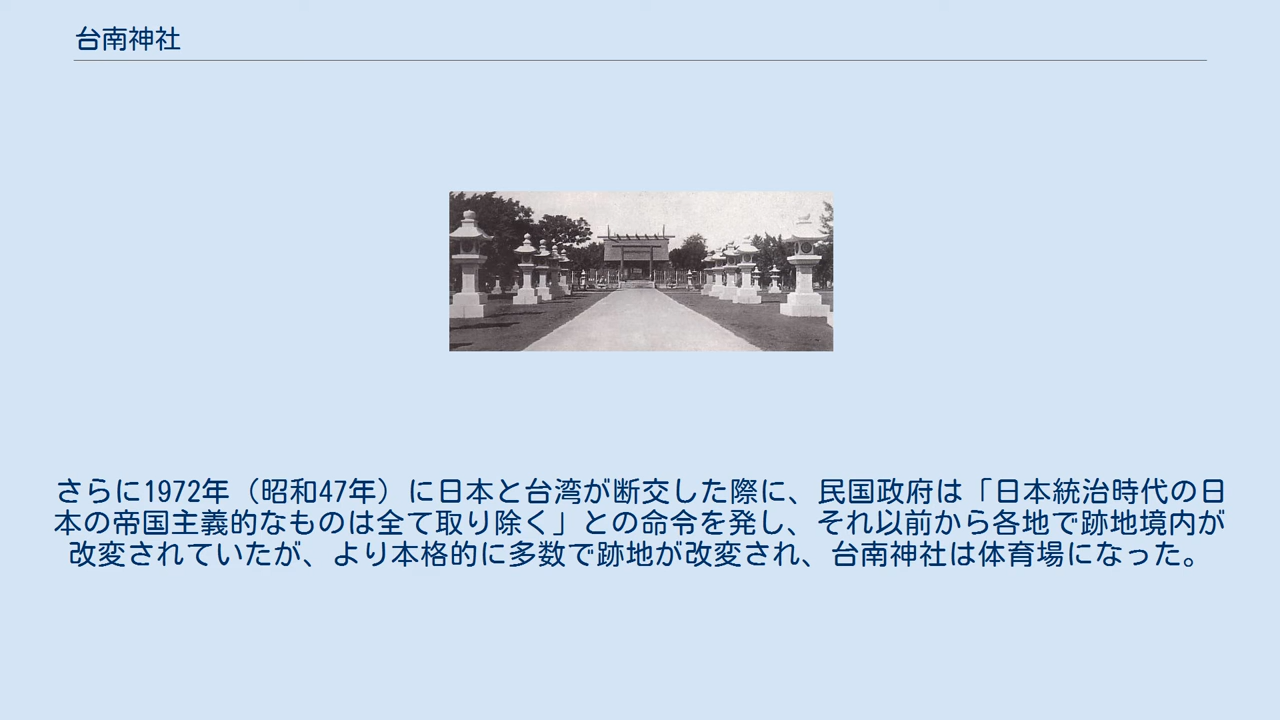 台南神社
さらに1972年（昭和47年）に日本と台湾が断交した際に、民国政府は「日本統治時代の日
本の帝国主義的なものは全て取り除く」との命令を発し、それ以前から各地で跡地境内が
改変されていたが、より本格的に多数で跡地が改変され、台南神社は体育場になった。